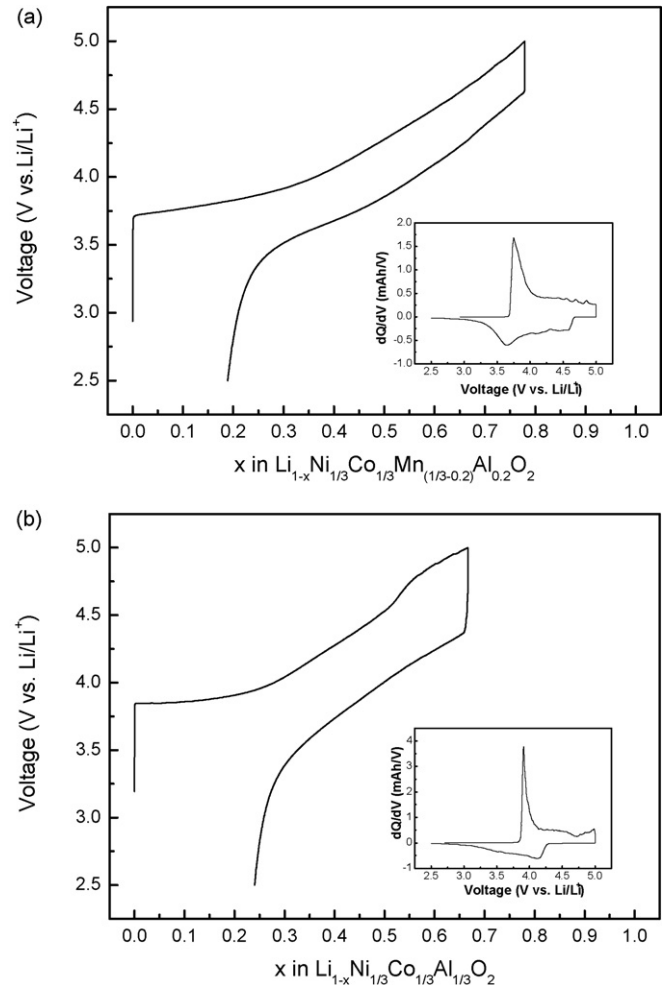 (a)
5.0
4.5
4.0
3.5
3.0
2.5
Voltage (V vs.Li/Li⁺)
0.0 0.1 0.2 0.3 0.4 0.5 0.6 0.7 0.8 0.9 1.0
x in Li₁₋ₓNi₁/₃Co₁/₃Mn₍₁/₃₋₀.₂₎Al₀.₂O₂
2.0
1.5
1.0
0.5
0.0
-0.5
-1.0
dQ/dV (mAh/V)
2.5 3.0 3.5 4.0 4.5 5.0
Voltage (V vs. Li/Li⁺)
(b)
5.0
4.5
4.0
3.5
3.0
2.5
Voltage (V vs. Li/Li⁺)
0.0 0.1 0.2 0.3 0.4 0.5 0.6 0.7 0.8 0.9 1.0
x in Li₁₋ₓNi₁/₃Co₁/₃Al₁/₃O₂
4
3
2
1
0
-1
dQ/dV (mAh/V)
2.5 3.0 3.5 4.0 4.5 5.0
Voltage (V vs. Li/Li⁺)